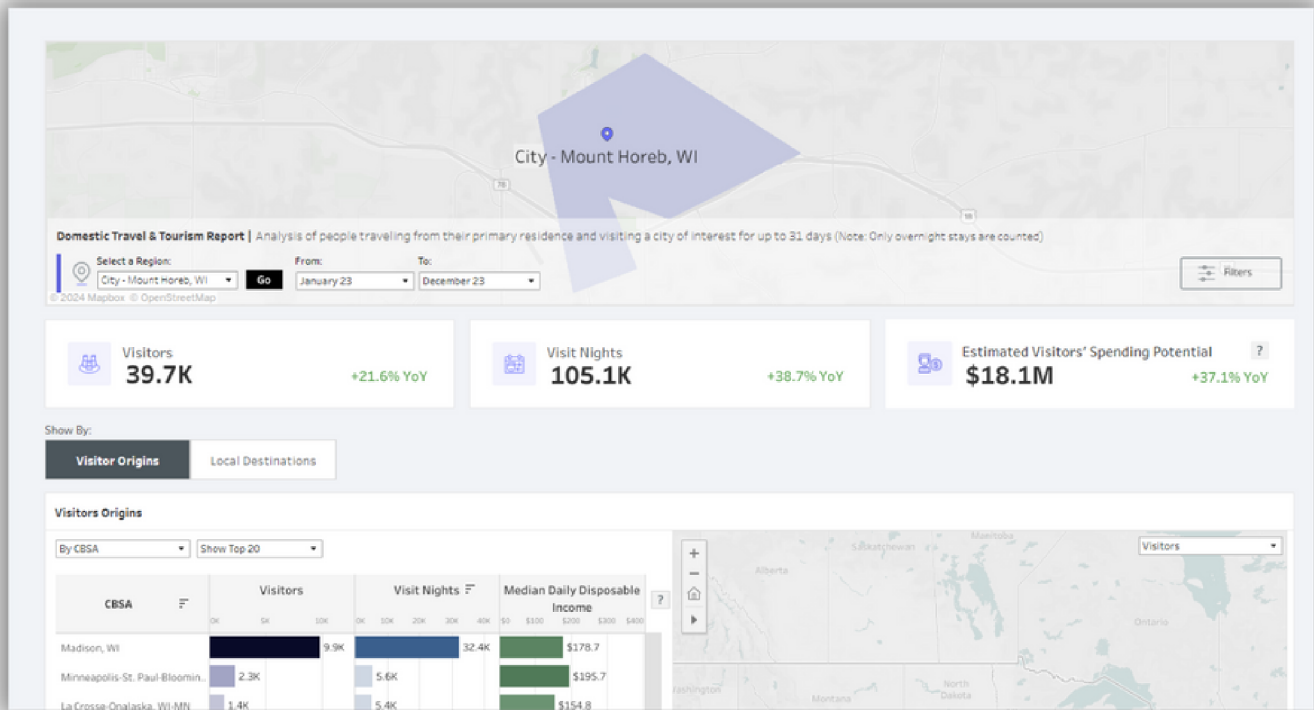 City - Mount Horeb, WI
78
18
Domestic Travel & Tourism Report | Analysis of people traveling from their primary residence and visiting a city of interest for up to 31 days (Note: Only overnight stays are counted)
Select a Region:
From:
To:
City - Mount Horeb, WI
Go
January 23
December 23
Filters
© 2024 Mapbox © OpenStreetMap
Visitors
39.7K
+21.6% YoY
Visit Nights
105.1K
+38.7% YoY
Estimated Visitors' Spending Potential
?
$18.1M
+37.1% YoY
Show By:
Visitor Origins
Local Destinations
Visitors Origins
By CBSA
Show Top 20
CBSA
Visitors
Visit Nights
Median Daily Disposable Income
?
0K 5K 10K
0K 10K 20K 30K 40K
$0 $100 $200 $300 $400
Madison, WI 9.9K 32.4K $178.7
Minneapolis-St. Paul-Bloomin.. 2.3K 5.6K $195.7
La Crosse-Onalaska, WI-MN 1.4K 5.4K $154.8
+
−
Visitors
Manitoba
Saskatchewan
Alberta
Ontario
Washington
Montana
North Dakota